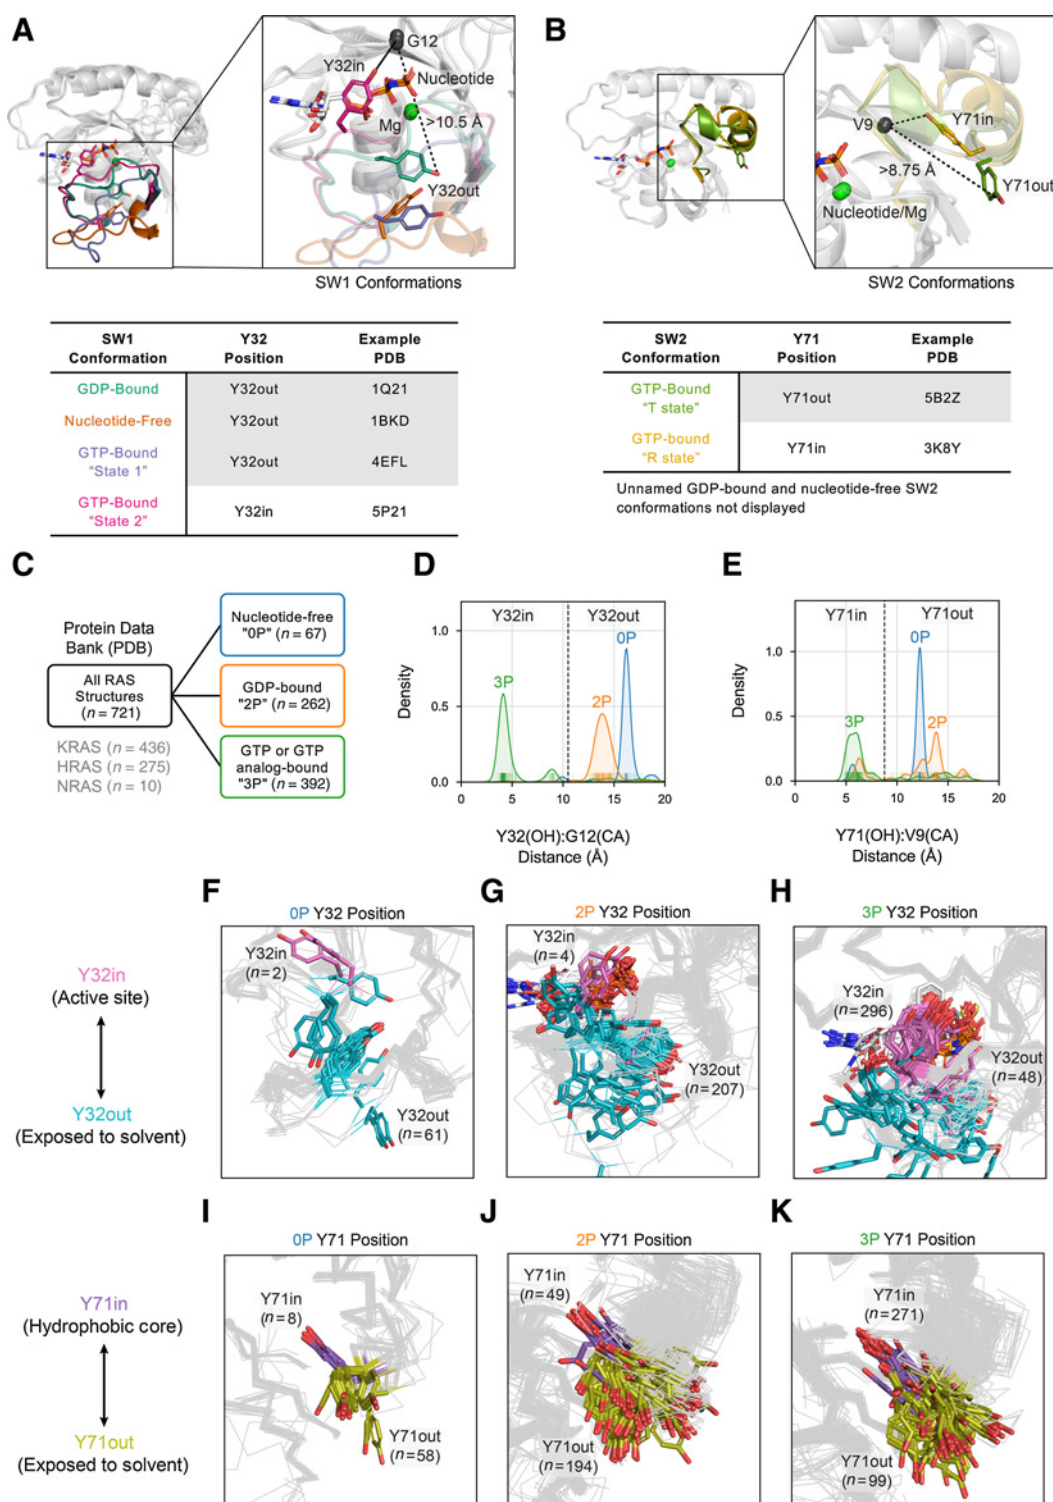 A
G12
Y32in
Nucleotide
Mg
>10.5 Å
Y32out
SW1 Conformations
B
V9
Y71in
>8.75 Å
Y71out
Nucleotide/Mg
SW2 Conformations
SW1 Conformation
Y32 Position
Example PDB
GDP-Bound
Y32out
1Q21
Nucleotide-Free
Y32out
1BKD
GTP-Bound "State 1"
Y32out
4EFL
GTP-Bound "State 2"
Y32in
5P21
SW2 Conformation
Y71 Position
Example PDB
GTP-Bound "T state"
Y71out
5B2Z
GTP-bound "R state"
Y71in
3K8Y
Unnamed GDP-bound and nucleotide-free SW2
conformations not displayed
C
Protein Data
Bank (PDB)
All RAS
Structures
(n = 721)
KRAS (n = 436)
HRAS (n = 275)
NRAS (n = 10)
Nucleotide-free
"0P" (n = 67)
GDP-bound
"2P" (n = 262)
GTP or GTP
analog-bound
"3P" (n = 392)
D
Y32in
Y32out
0P
3P
2P
1.0
0.5
0.0
Density
0
5
10
15
20
Y32(OH):G12(CA)
Distance (Å)
E
Y71in
Y71out
0P
3P
2P
1.0
0.5
0.0
Density
0
5
10
15
20
Y71(OH):V9(CA)
Distance (Å)
Y32in
(Active site)
Y32out
(Exposed to solvent)
F
0P Y32 Position
Y32in
(n=2)
Y32out
(n=61)
G
2P Y32 Position
Y32in
(n=4)
Y32out
(n=207)
H
3P Y32 Position
Y32in
(n=296)
Y32out
(n=48)
Y71in
(Hydrophobic core)
Y71out
(Exposed to solvent)
I
0P Y71 Position
Y71in
(n=8)
Y71out
(n=58)
J
2P Y71 Position
Y71in
(n=49)
Y71out
(n=194)
K
3P Y71 Position
Y71in
(n=271)
Y71out
(n=99)